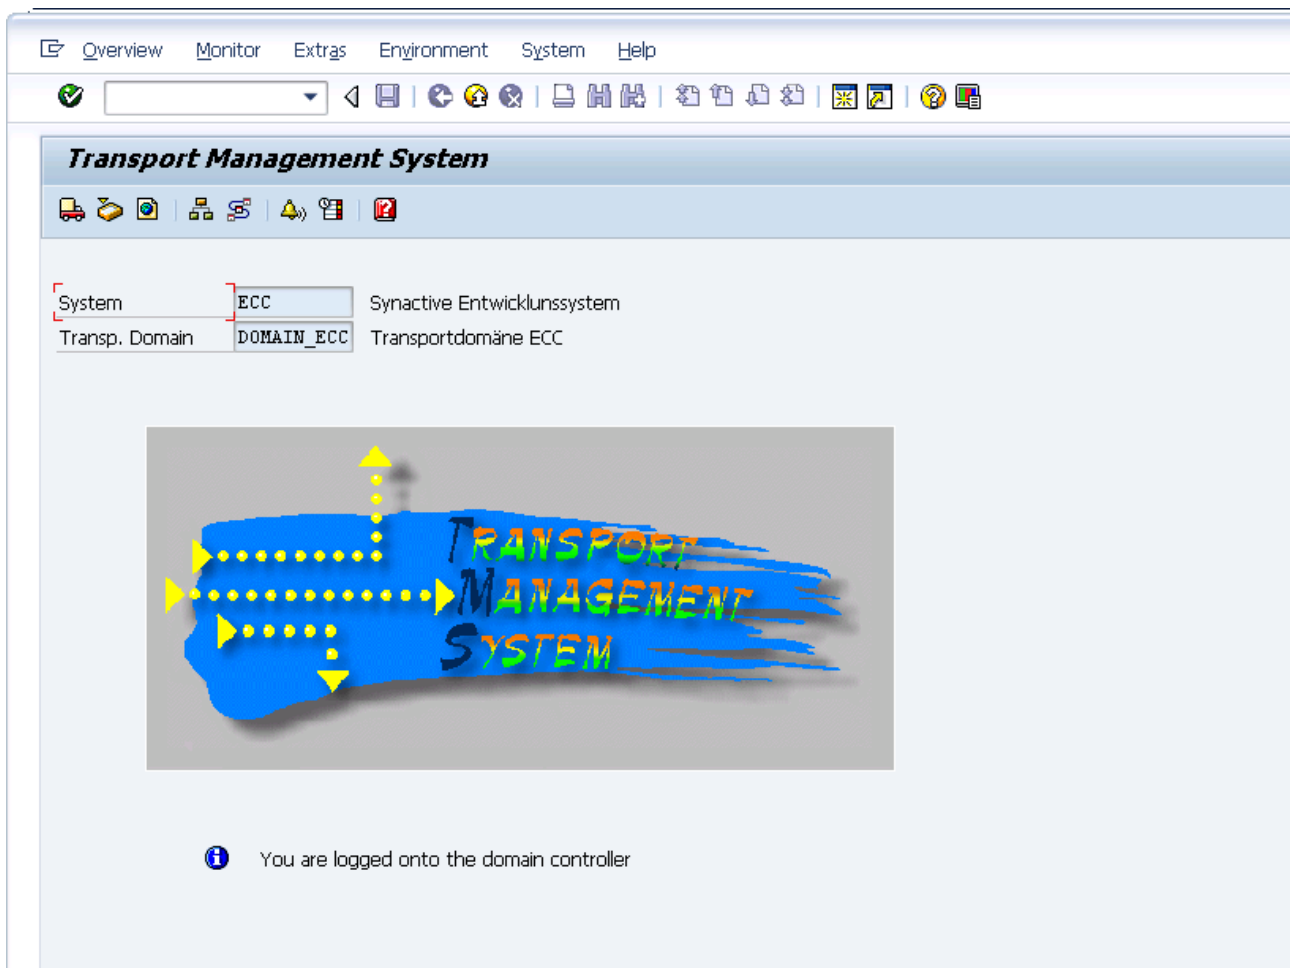 Overview Monitor Extras Environment System Help
Transport Management System
System ECC Synactive Entwicklunssystem
Transp. Domain DOMAIN_ECC Transportdomäne ECC
TRANSPORT
MANAGEMENT
SYSTEM
You are logged onto the domain controller